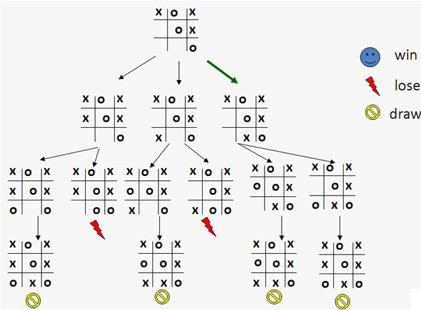 X O X
O X
O
win
lose
draw
X O X X O X X O X
X O X O X O X
O X O X O
X O X X O X X O X X O X X O X X O X
X O X X O X O O X O X O O X O X
O O O O X O X O O X O O X O
X O X X O X X O X X O X
X O X O O X O O X X O X
O X O X X O X X O O X O